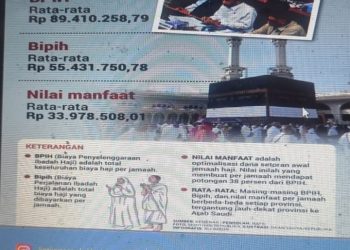 BPIH
Rata-rata
Rp 89.410.258,79
Bipih
Rata-rata
Rp 55.431.750,78
Nilai manfaat
Rata-rata
Rp 33.978.508,01
KETERANGAN
BPIH (Biaya Penyelenggaraan
Ibadah Haji) adalah total
keseluruhan biaya haji per jamaah.
Bipih (Biaya
Perjalanan Ibadah
Haji) adalah total
biaya haji yang
dibayarkan per
jamaah.
NILAI MANFAAT adalah
optimalisasi dana setoran awal
jemaah haji. Nilai inilah yang
membuat per jamaah mendapat
potongan 38 persen dari BPIH.
RATA-RATA: Masing-masing BPIH,
Bipih, dan nilai manfaat per jamaah
berbeda-beda setiap provinsi,
tergantung jauh-dekat provinsi ke
Arab Saudi.